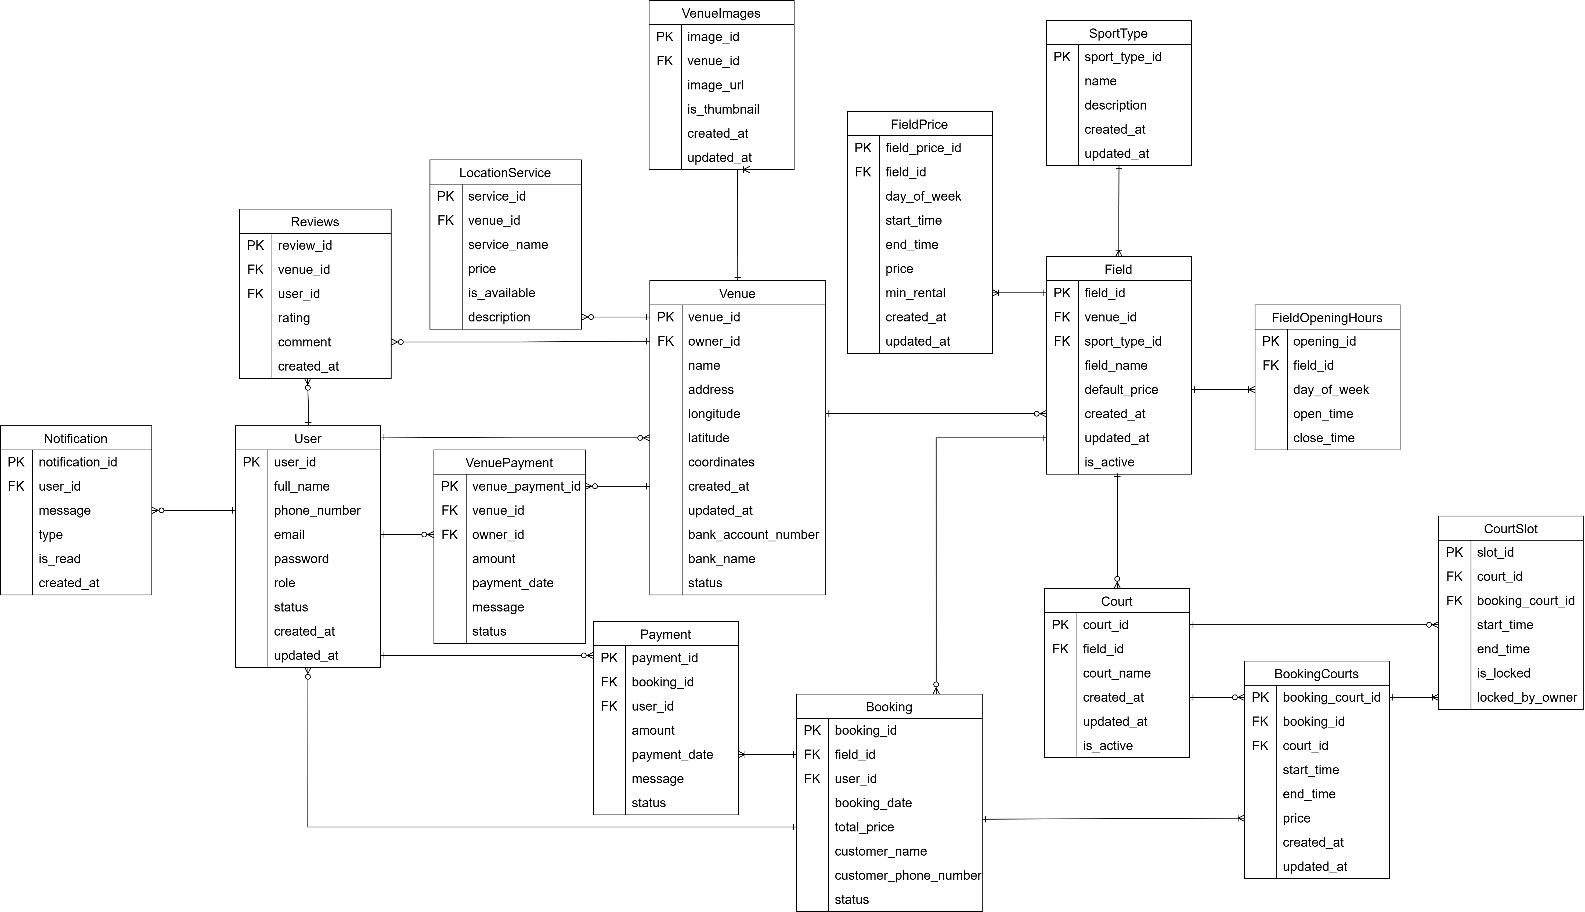 VenueImages
PK image_id
FK venue_id
image_url
is_thumbnail
created_at
updated_at
SportType
PK sport_type_id
name
description
created_at
updated_at
FieldPrice
PK field_price_id
FK field_id
day_of_week
start_time
end_time
price
min_rental
created_at
updated_at
LocationService
PK service_id
FK venue_id
service_name
price
is_available
description
Reviews
PK review_id
FK venue_id
FK user_id
rating
comment
created_at
Venue
PK venue_id
FK owner_id
name
address
longitude
latitude
coordinates
created_at
updated_at
bank_account_number
bank_name
status
Field
PK field_id
FK venue_id
FK sport_type_id
field_name
default_price
created_at
updated_at
is_active
FieldOpeningHours
PK opening_id
FK field_id
day_of_week
open_time
close_time
Notification
PK notification_id
FK user_id
message
type
is_read
created_at
User
PK user_id
full_name
phone_number
email
password
role
status
created_at
updated_at
VenuePayment
PK venue_payment_id
FK venue_id
FK owner_id
amount
payment_date
message
status
Payment
PK payment_id
FK booking_id
FK user_id
amount
payment_date
message
status
Booking
PK booking_id
FK field_id
FK user_id
booking_date
total_price
customer_name
customer_phone_number
status
Court
PK court_id
FK field_id
court_name
created_at
updated_at
is_active
CourtSlot
PK slot_id
FK court_id
FK booking_court_id
start_time
end_time
is_locked
locked_by_owner
BookingCourts
PK booking_court_id
FK booking_id
FK court_id
start_time
end_time
price
created_at
updated_at